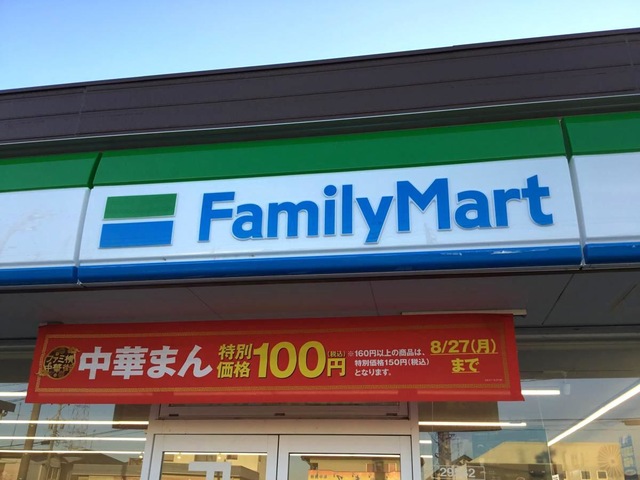 FamilyMart
中華まん
特別
価格
100円
(税込)
※160円以上の商品は、
特別価格150円(税込)
となります。
8/27(月)
まで